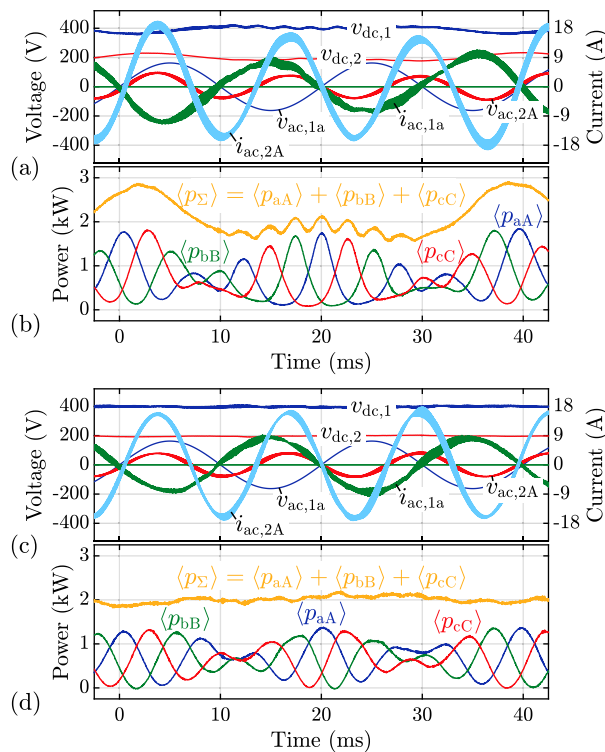 400 18
200 9
0 0
-200 -9
-400 -18
Voltage (V)
Current (A)
v_dc,1
v_dc,2
v_ac,1a
i_ac,1a
v_ac,2A
i_ac,2A
(a)
3
2
1
0
Power (kW)
⟨p_Σ⟩ = ⟨p_aA⟩ + ⟨p_bB⟩ + ⟨p_cC⟩
⟨p_aA⟩
⟨p_bB⟩ ⟨p_cC⟩
(b)
0 10 20 30 40
Time (ms)
400 18
200 9
0 0
-200 -9
-400 -18
Voltage (V)
Current (A)
v_dc,1
v_dc,2
v_ac,1a
i_ac,1a
v_ac,2A
i_ac,2A
(c)
3
2
1
0
Power (kW)
⟨p_Σ⟩ = ⟨p_aA⟩ + ⟨p_bB⟩ + ⟨p_cC⟩
⟨p_bB⟩ ⟨p_aA⟩ ⟨p_cC⟩
(d)
0 10 20 30 40
Time (ms)